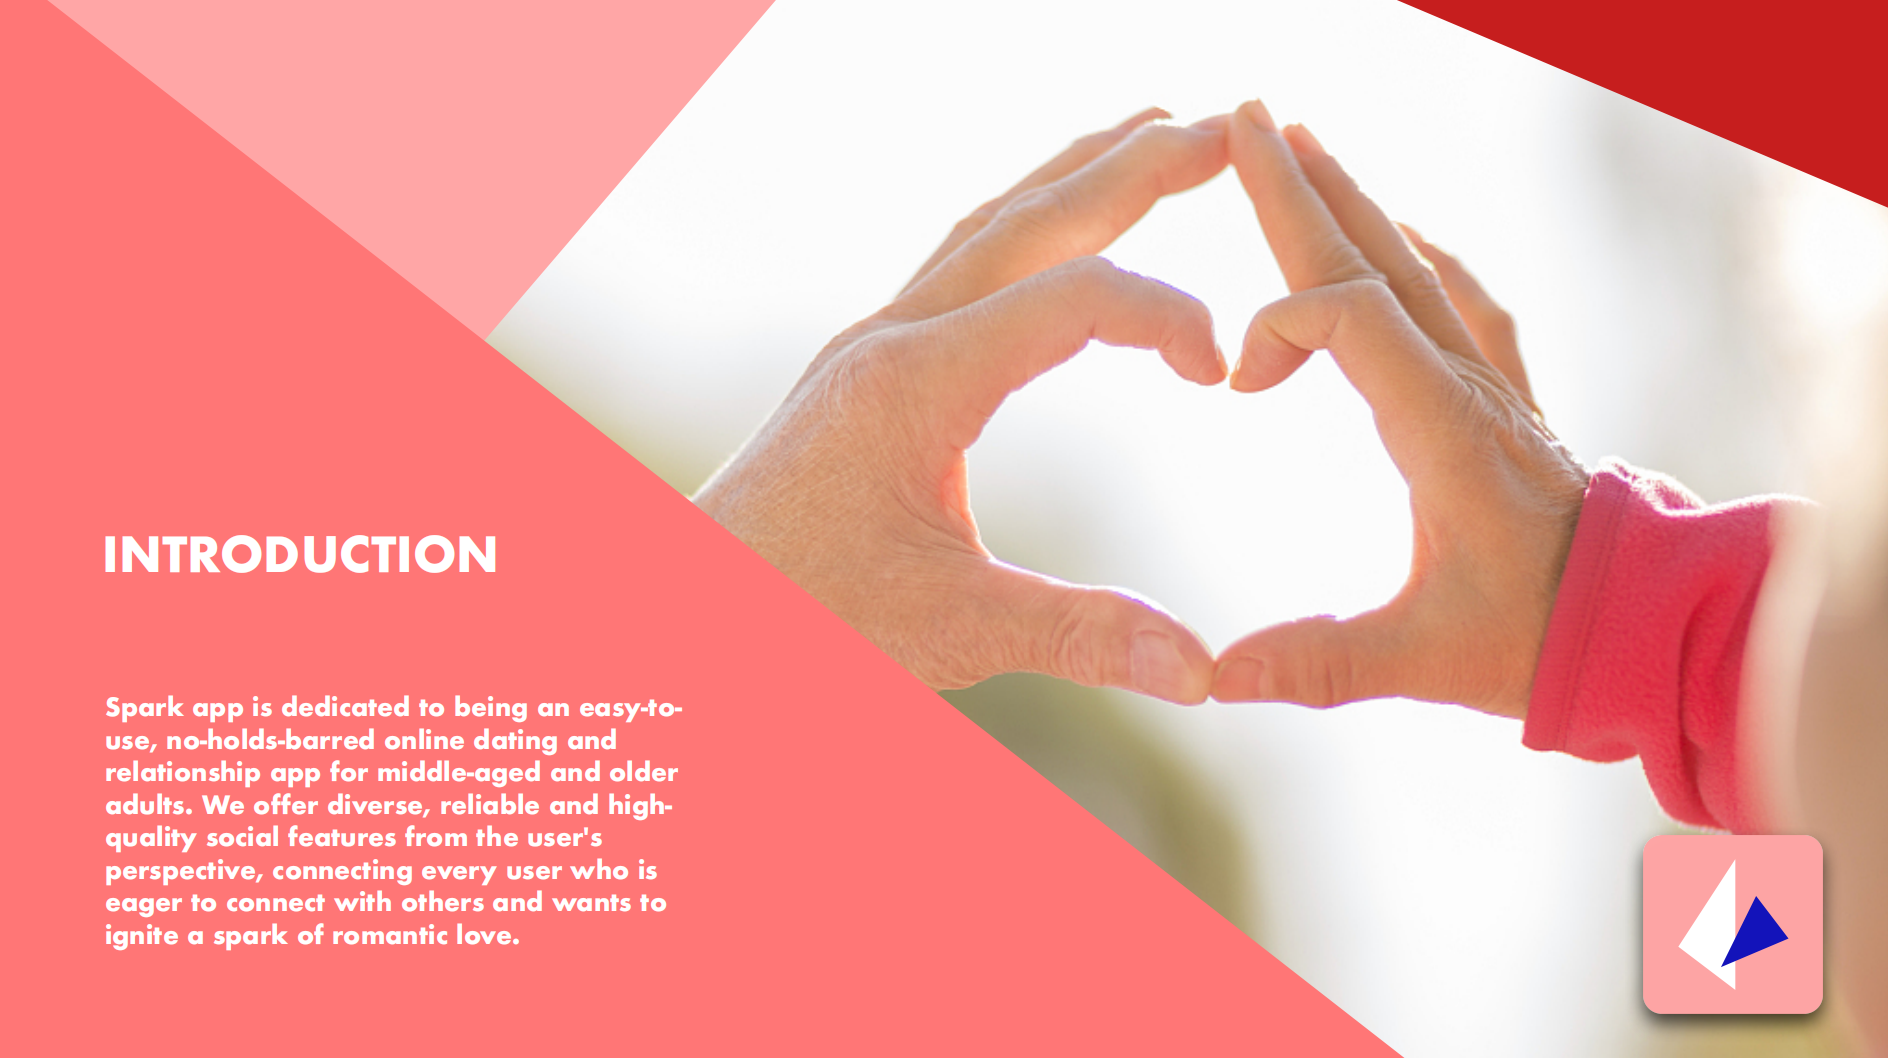 INTRODUCTION
Spark app is dedicated to being an easy-to-
use, no-holds-barred online dating and
relationship app for middle-aged and older
adults. We offer diverse, reliable and high-
quality social features from the user's
perspective, connecting every user who is
eager to connect with others and wants to
ignite a spark of romantic love.